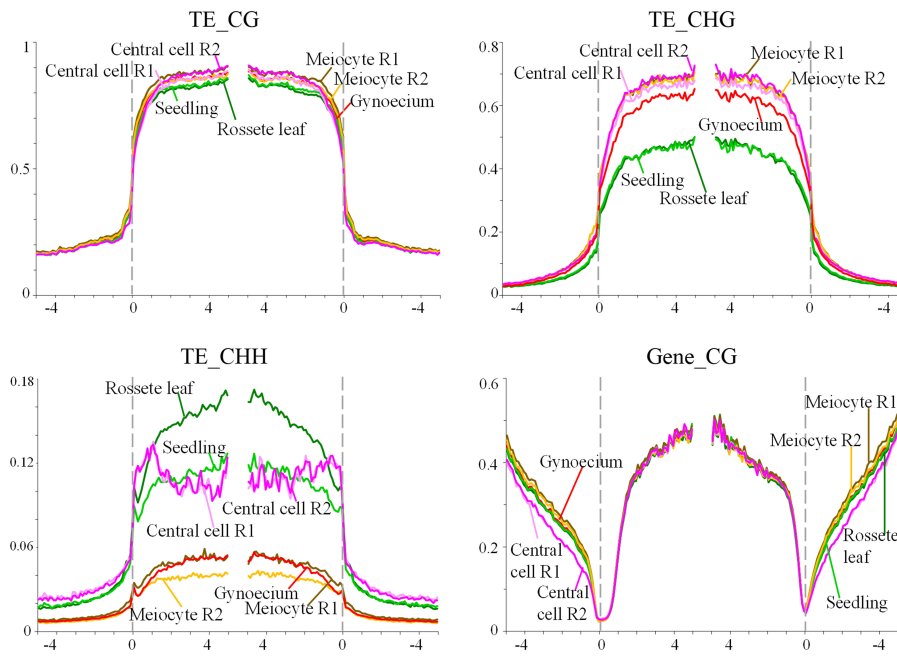 TE_CG
1
0.5
0
Central cell R2
Central cell R1
Meiocyte R1
Meiocyte R2
Gynoecium
Seedling
Rossete leaf
-4 0 4 4 0 -4
TE_CHG
0.8
0.6
0.4
0.2
0
Central cell R2
Central cell R1
Meiocyte R1
Meiocyte R2
Gynoecium
Seedling
Rossete leaf
-4 0 4 4 0 -4
TE_CHH
0.18
0.12
0.06
0
Rossete leaf
Seedling
Central cell R2
Central cell R1
Gynoecium
Meiocyte R2
Meiocyte R1
-4 0 4 4 0 -4
Gene_CG
0.6
0.4
0.2
0
Gynoecium
Central
cell R1
Central
cell R2
Meiocyte R1
Meiocyte R2
Rossete
leaf
Seedling
-4 0 4 4 0 -4